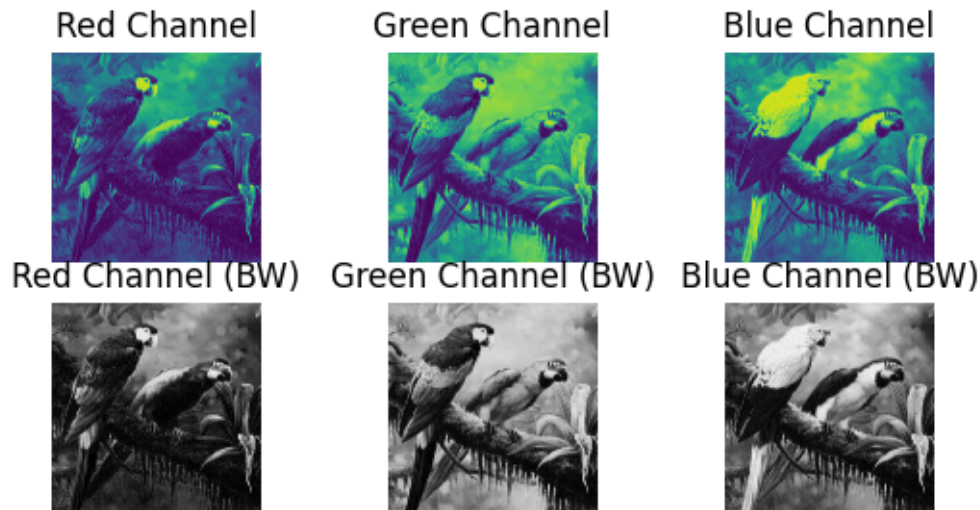 Red Channel
Green Channel
Blue Channel
Red Channel (BW)
Green Channel (BW)
Blue Channel (BW)